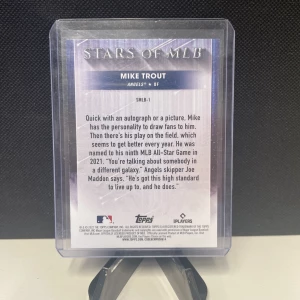 STARS OF MLB
MIKE TROUT
ANGELS • OF
SMLB-1
Quick with an autograph or a picture, Mike
has the personality to draw fans to him.
Then there's his play on the field, which
seems to get better every year. He was
named to his ninth MLB All-Star Game in
2021. "You're talking about somebody in
a different galaxy," Angels skipper Joe
Maddon says. "He's got this high standard
to live up to, and he does."
Topps
PLAYERS